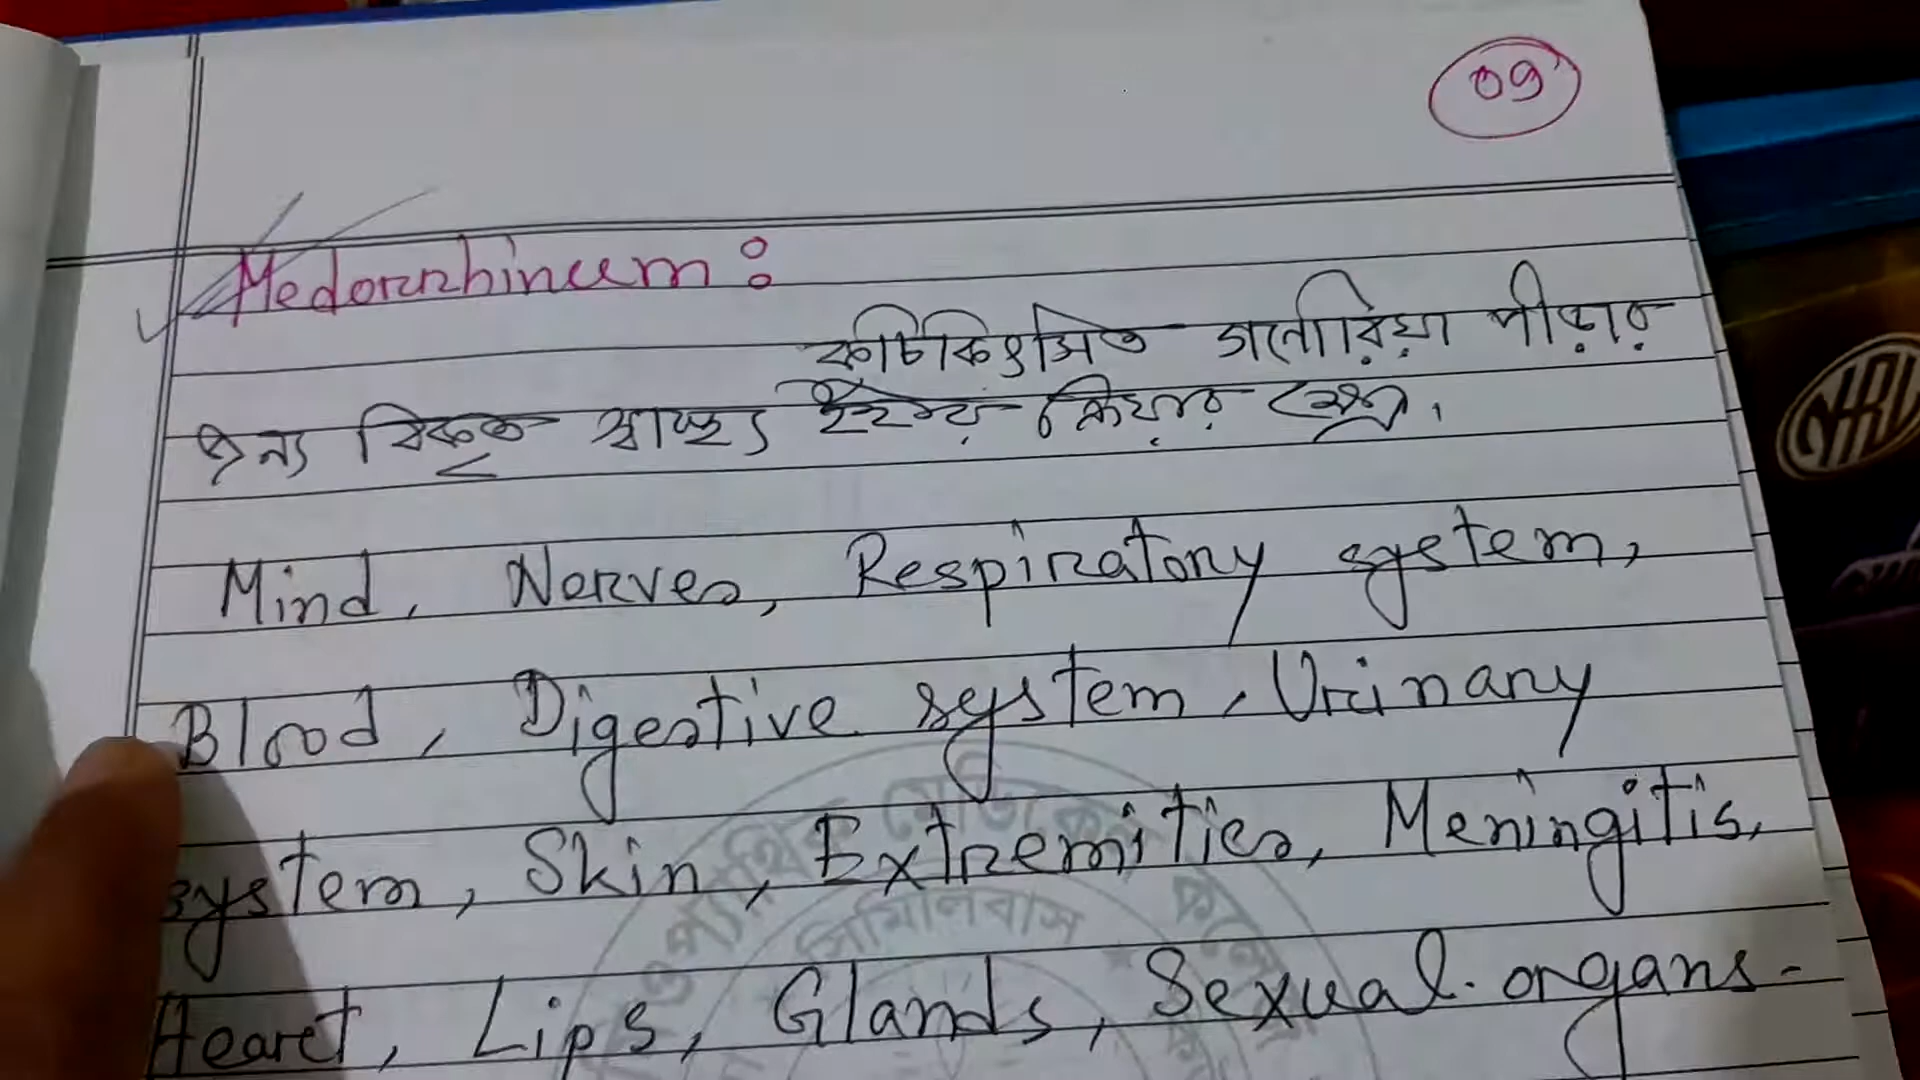 09
Medorrhinum:
কুচিকিৎসিত গনোরিয়া পীড়ার
জন্য বিকৃত স্বাস্থ্য ইহার ক্রিয়ার ক্ষেত্র।
Mind, Nerves, Respiratory system,
Blood, Digestive system, Urinary
system, Skin, Extremities, Meningitis,
Heart, Lips, Glands, Sexual organs-
মেডিকেল কলে
সিমিলিবাস